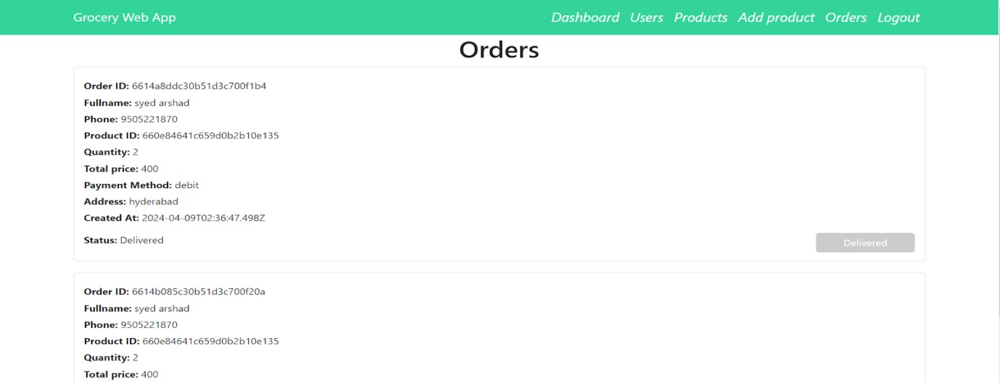 Grocery Web App Dashboard Users Products Add product Orders Logout
Orders
Order ID: 6614a8ddc30b51d3c700f1b4
Fullname: syed arshad
Phone: 9505221870
Product ID: 660e84641c659d0b2b10e135
Quantity: 2
Total price: 400
Payment Method: debit
Address: hyderabad
Created At: 2024-04-09T02:36:47.498Z
Status: Delivered Delivered
Order ID: 6614b085c30b51d3c700f20a
Fullname: syed arshad
Phone: 9505221870
Product ID: 660e84641c659d0b2b10e135
Quantity: 2
Total price: 400